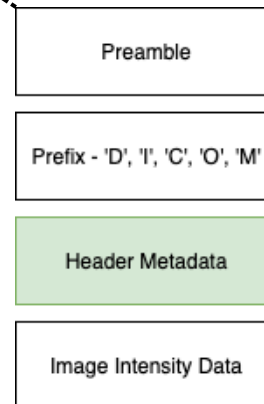 Preamble
Prefix - 'D', 'I', 'C', 'O', 'M'
Header Metadata
Image Intensity Data